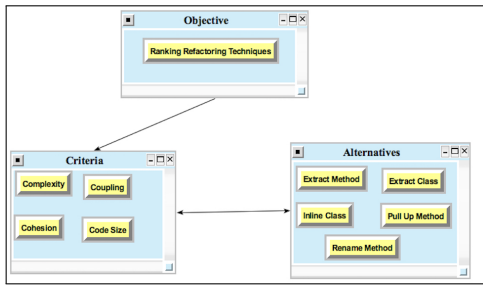 Objective
Ranking Refactoring Techniques
Criteria
Complexity
Coupling
Cohesion
Code Size
Alternatives
Extract Method
Extract Class
Inline Class
Pull Up Method
Rename Method